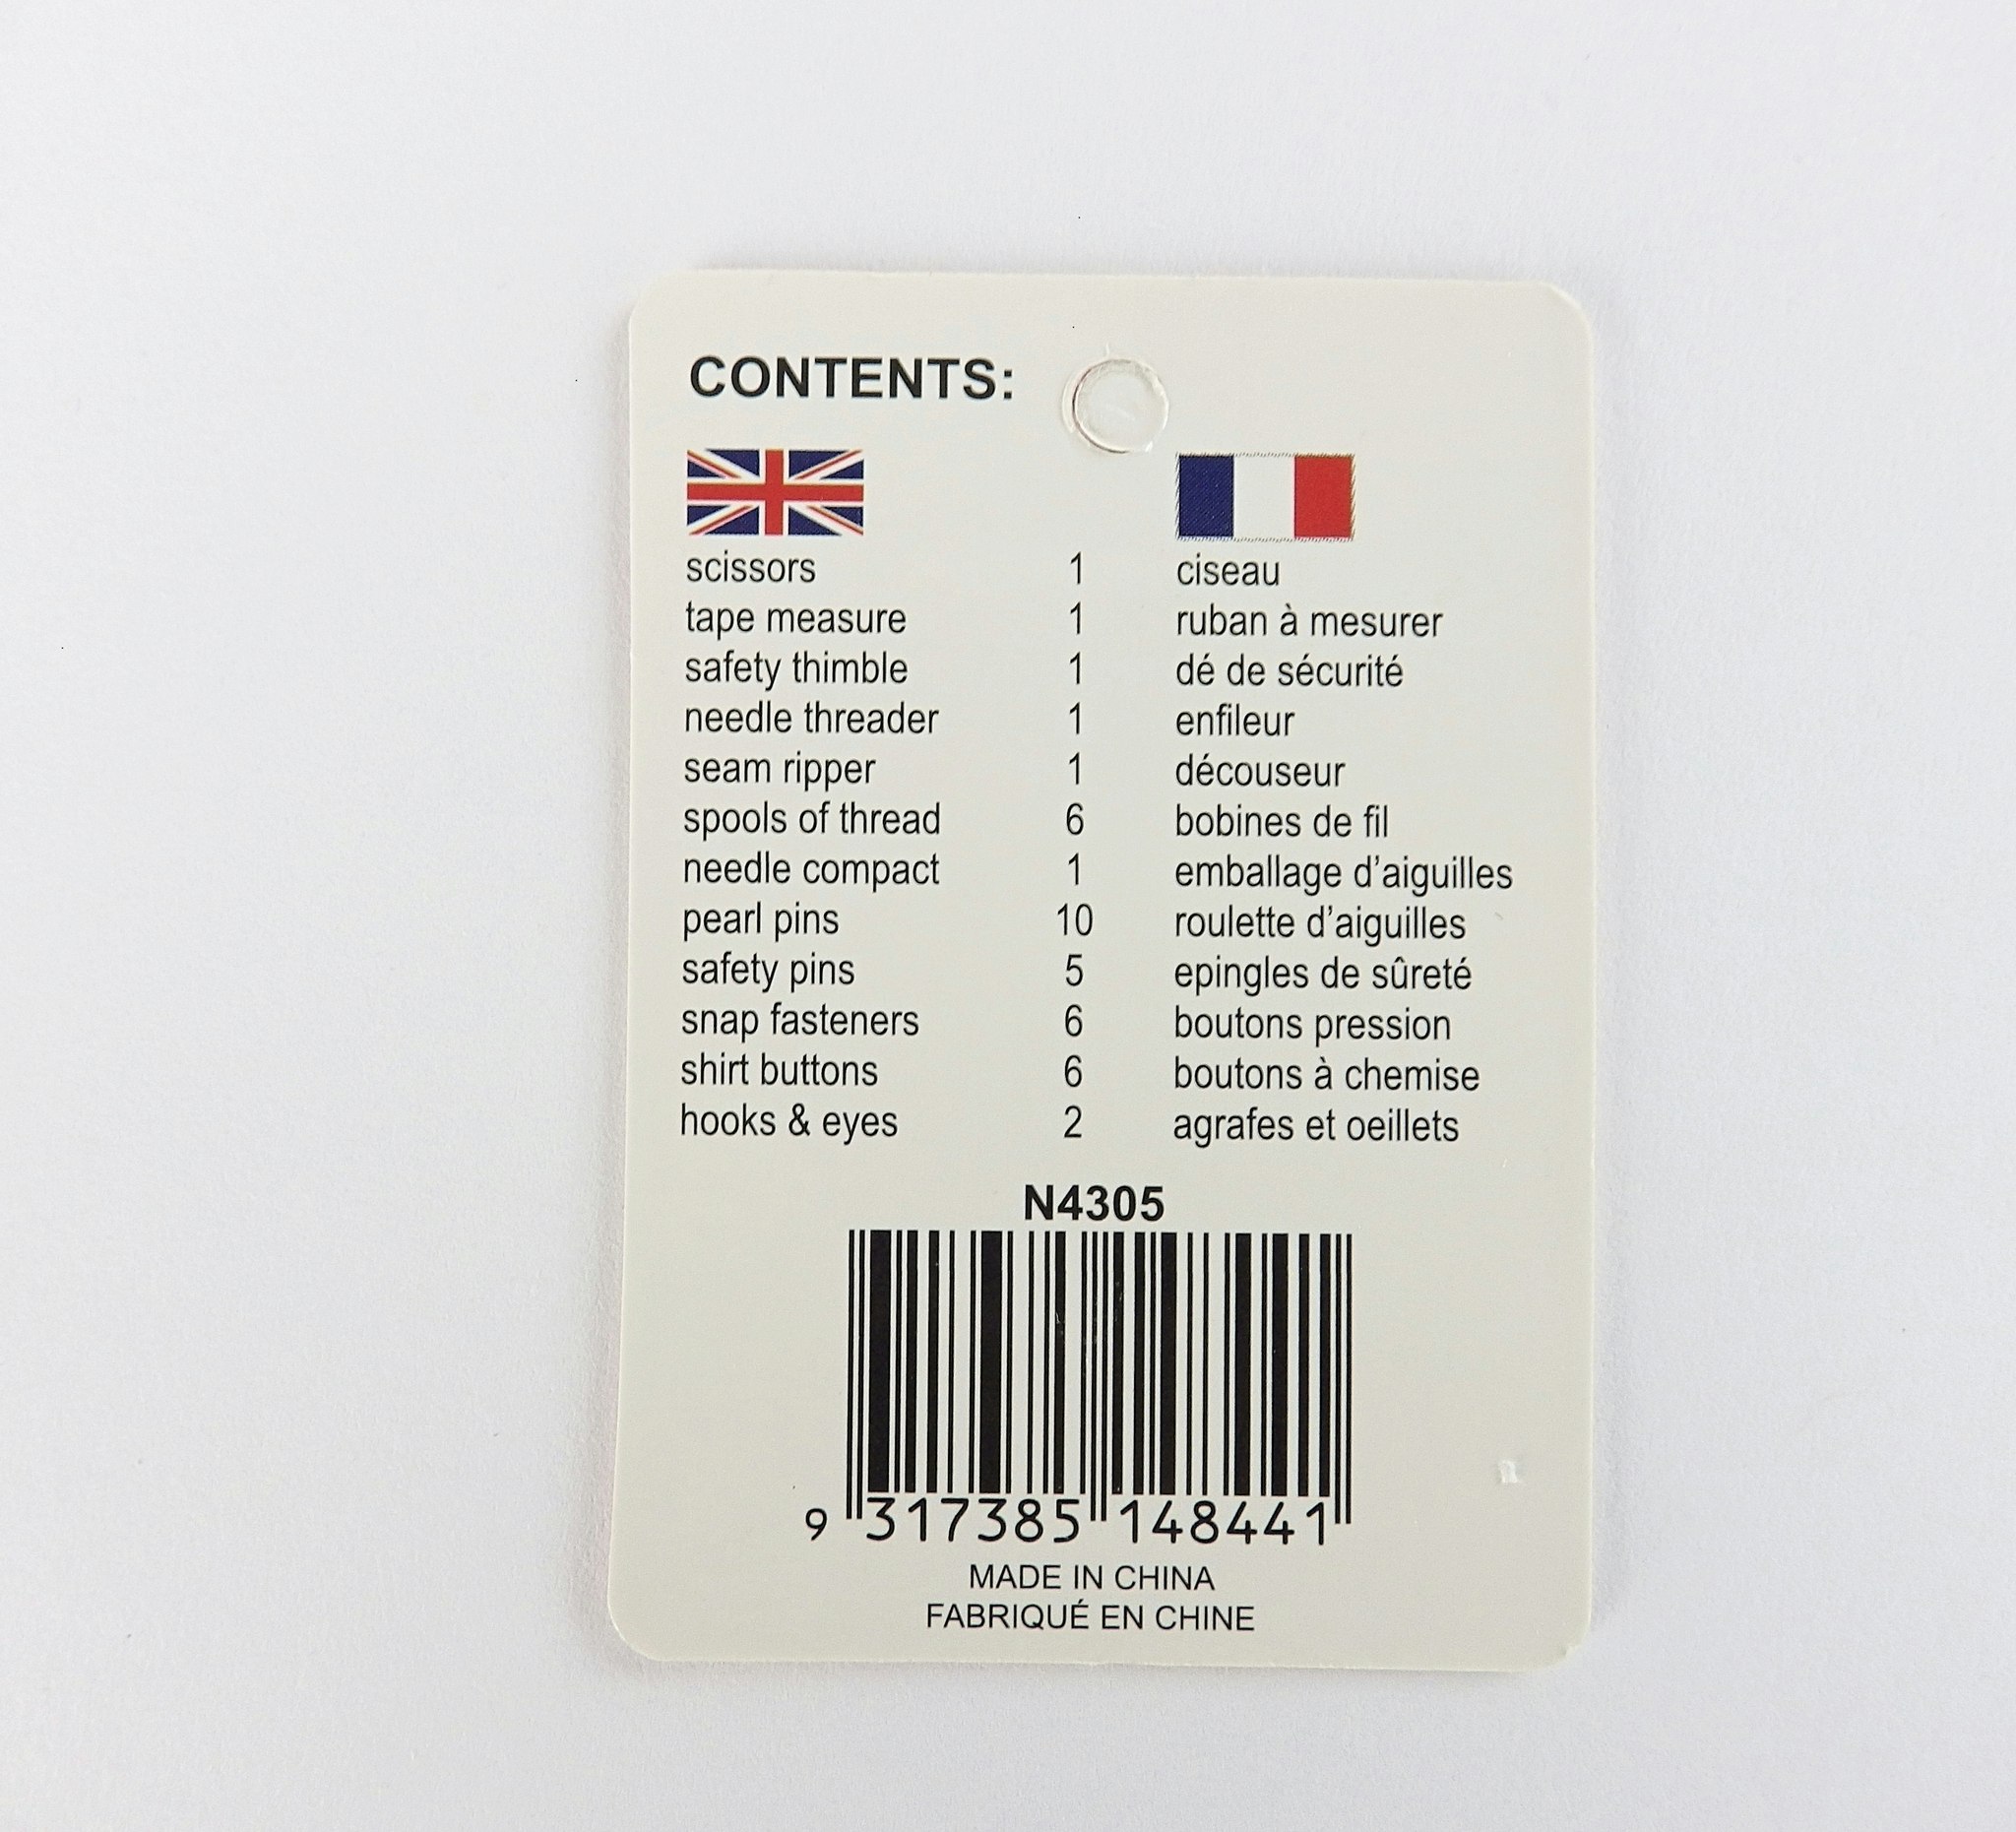 CONTENTS:
scissors 1 ciseau
tape measure 1 ruban à mesurer
safety thimble 1 dé de sécurité
needle threader 1 enfileur
seam ripper 1 découseur
spools of thread 6 bobines de fil
needle compact 1 emballage d’aiguilles
pearl pins 10 roulette d’aiguilles
safety pins 5 epingles de sûreté
snap fasteners 6 boutons pression
shirt buttons 6 boutons à chemise
hooks & eyes 2 agrafes et oeillets
N4305
9 317385 148441
MADE IN CHINA
FABRIQUÉ EN CHINE